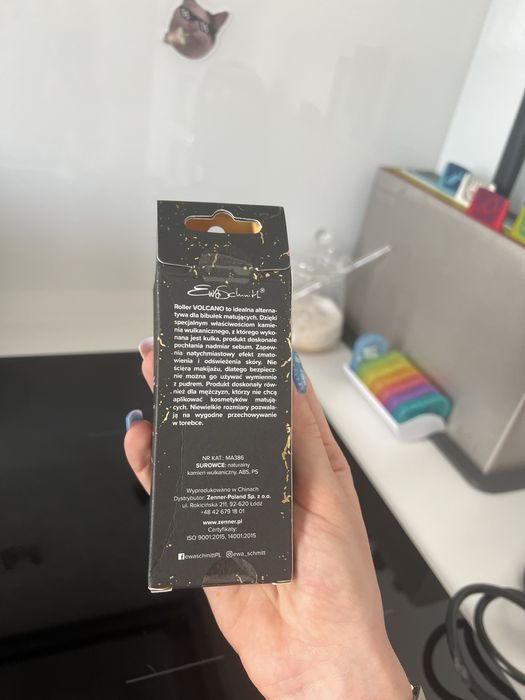 EwaSchmitt®
Roller VOLCANO to idealna alterna-
tywa dla bibułek matujących. Dzięki
specjalnym właściwościom kamie-
nia wulkanicznego, z którego wyko-
nana jest kulka, produkt doskonale
pochłania nadmiar sebum. Zapew-
nia natychmiastowy efekt zmato-
wienia i odświeżenia skóry. Nie
ściera makijażu, dlatego bezpiecz-
nie można go używać wymiennie
z pudrem. Produkt doskonały rów-
nież dla mężczyzn, którzy nie chcą
aplikować kosmetyków matują-
cych. Niewielkie rozmiary pozwala-
ją na wygodne przechowywanie
w torebce.
NR KAT.: MA386
SUROWCE: naturalny
kamień wulkaniczny, ABS, PS
Wyprodukowano w Chinach
Dystrybutor: Zenner-Poland Sp. z o.o.
ul. Rokicińska 211, 92-620 Łódź
+48 42 679 18 01
www.zenner.pl
Certyfikaty:
ISO 9001:2015, 14001:2015
ewaschmittPL ewa_schmitt